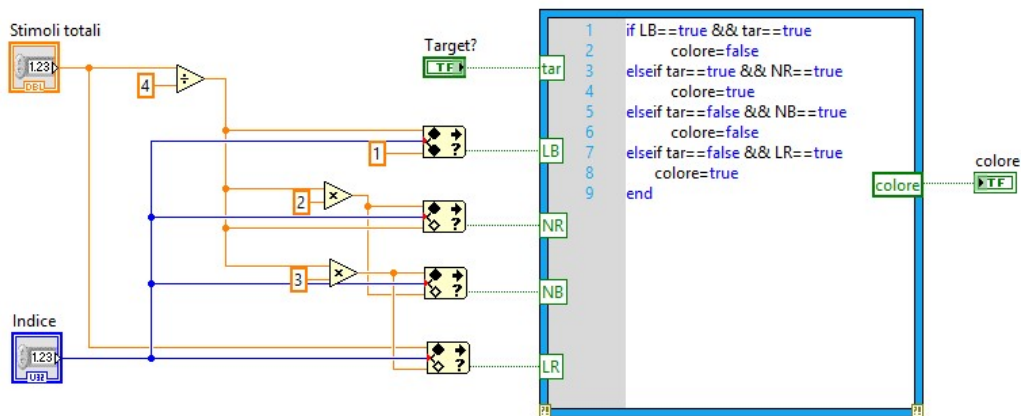 Stimoli totali
1.23
DBL
4
÷
Target?
TF
tar
1
?
LB
2
×
?
NR
3
×
?
NB
Indice
1.23
U32
?
LR
1 if LB==true && tar==true
2 colore=false
3 elseif tar==true && NR==true
4 colore=true
5 elseif tar==false && NB==true
6 colore=false
7 elseif tar==false && LR==true
8 colore=true
9 end
colore
colore
TF